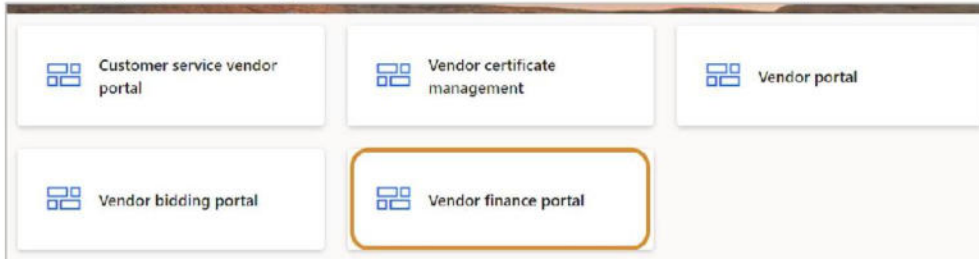 Customer service vendor
portal
Vendor certificate
management
Vendor portal
Vendor bidding portal
Vendor finance portal